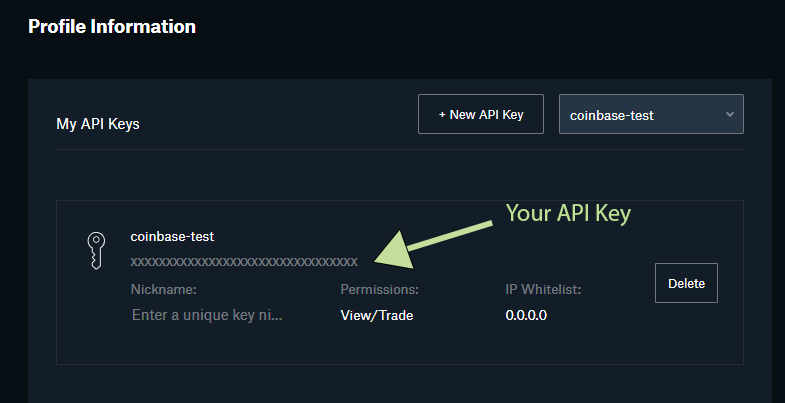 Profile Information
My API Keys
+ New API Key
coinbase-test
Your API Key
coinbase-test
xxxxxxxxxxxxxxxxxxxxxxxxxxxxxxxx
Nickname:
Permissions:
IP Whitelist:
Delete
Enter a unique key ni...
View/Trade
0.0.0.0